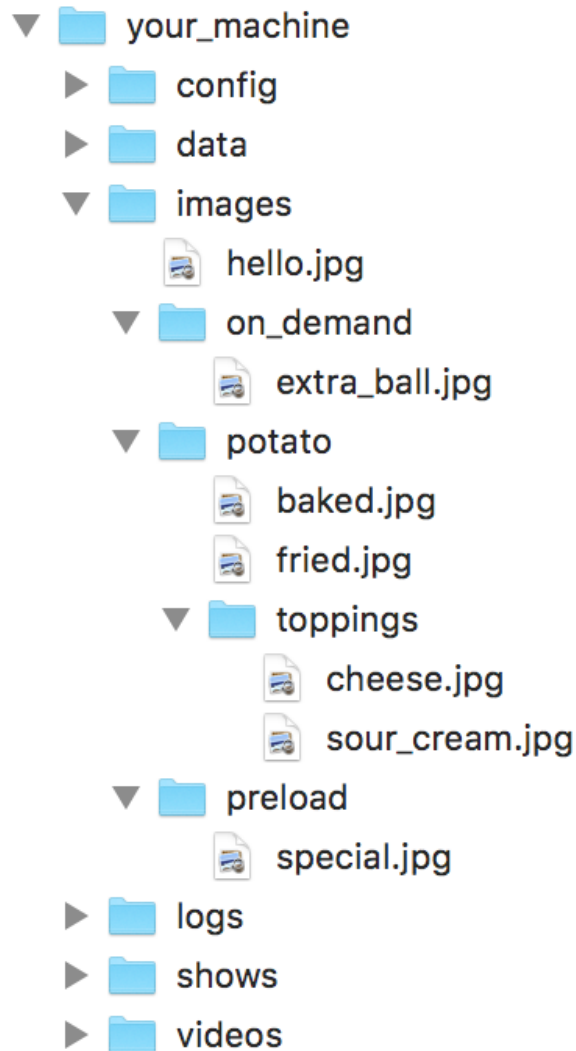 your_machine
config
data
images
hello.jpg
on_demand
extra_ball.jpg
potato
baked.jpg
fried.jpg
toppings
cheese.jpg
sour_cream.jpg
preload
special.jpg
logs
shows
videos